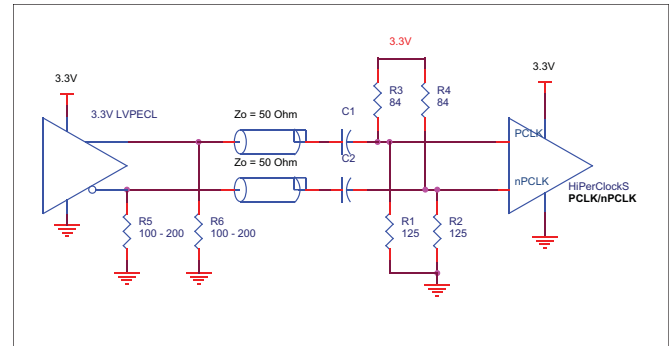 3.3V
3.3V
3.3V
3.3V LVPECL
R3
84
R4
84
Zo = 50 Ohm
C1
PCLK
Zo = 50 Ohm
C2
nPCLK
HiPerClockS
PCLK/nPCLK
R5
100 - 200
R6
100 - 200
R1
125
R2
125